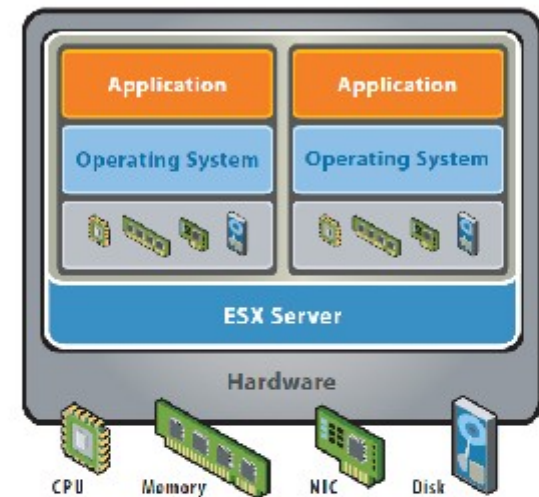 Application Application
Operating System Operating System
ESX Server
Hardware
CPU Memory NIC Disk